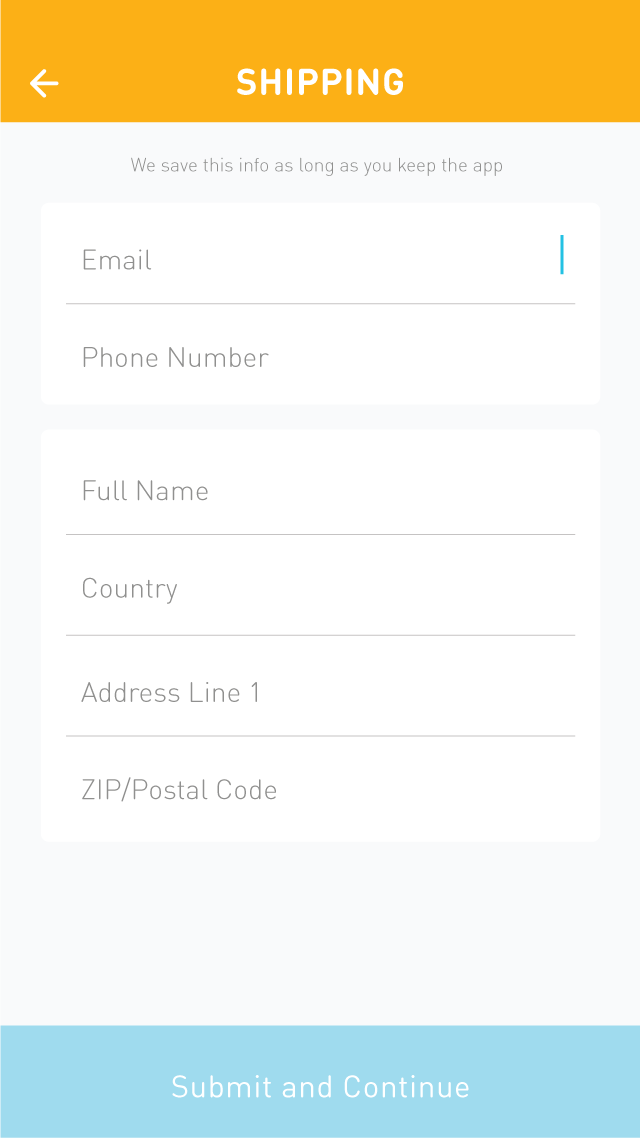 SHIPPING
We save this info as long as you keep the app
Email
Phone Number
Full Name
Country
Address Line 1
ZIP/Postal Code
Submit and Continue